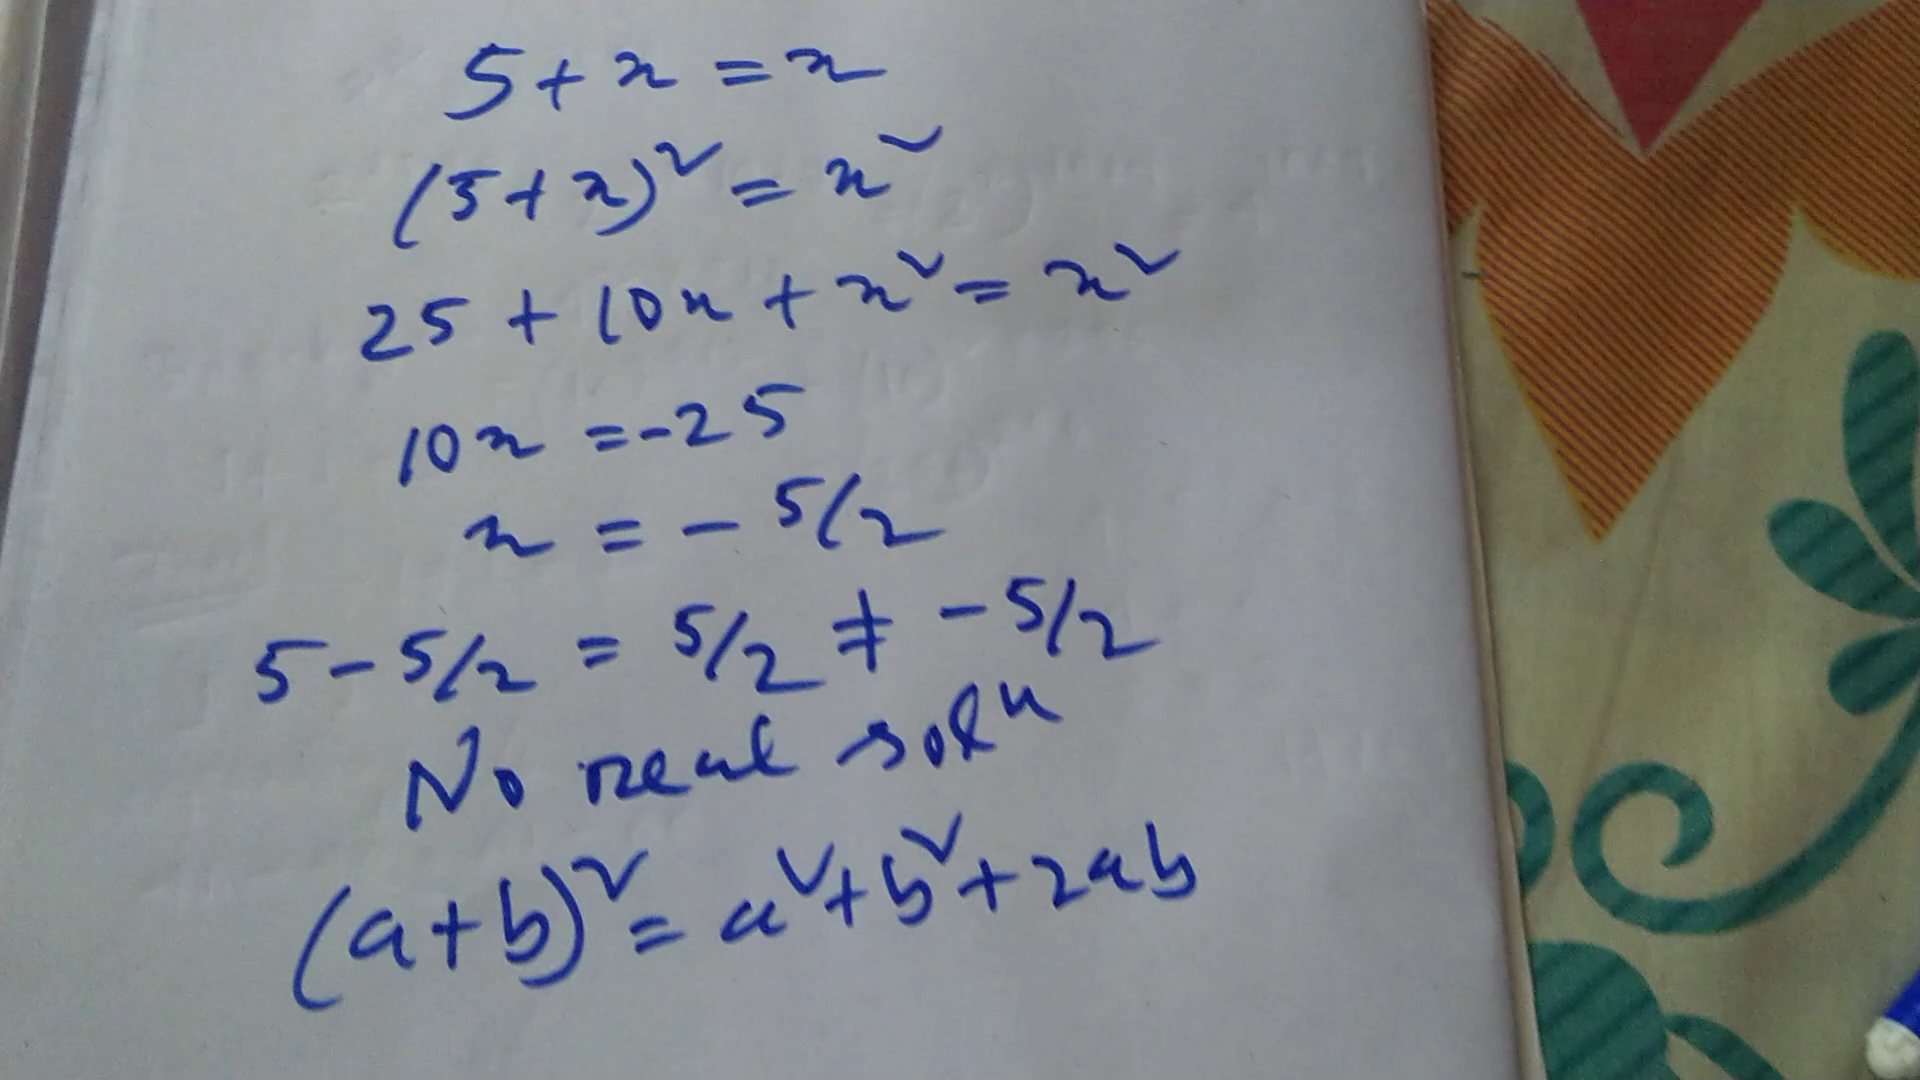 5 + x = x
(5 + x)² = x²
25 + 10x + x² = x²
10x = -25
x = - 5/2
5 - 5/2 = 5/2 ≠ - 5/2
No real solⁿ
(a+b)² = a² + b² + 2ab